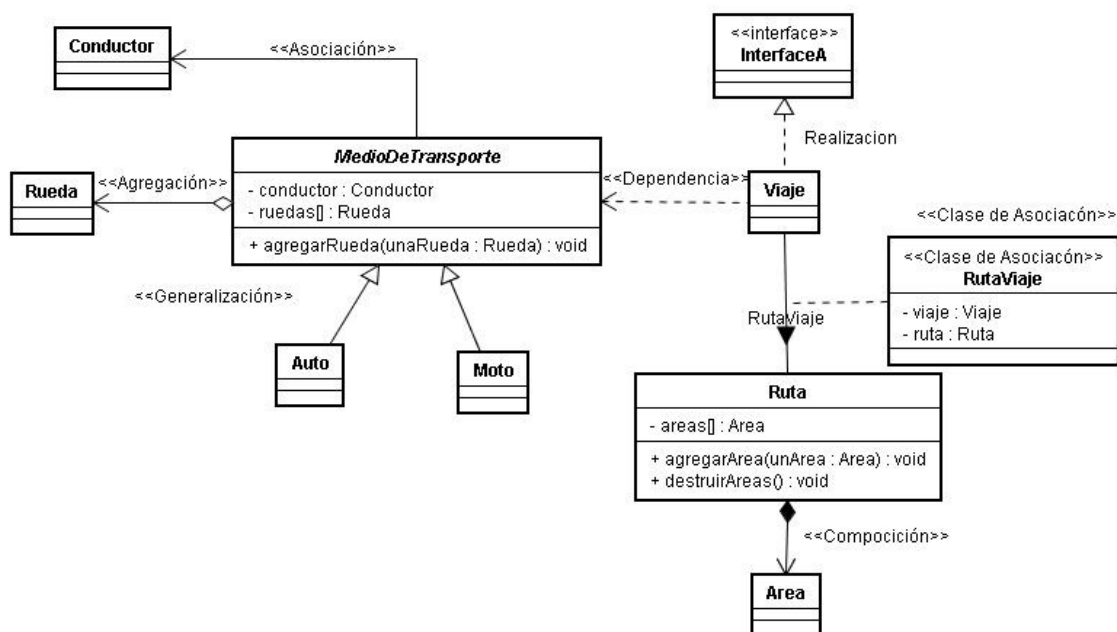 Conductor
<<Asociación>>
<<interface>>
InterfaceA
Realizacion
MedioDeTransporte
- conductor : Conductor
- ruedas[] : Rueda
+ agregarRueda(unaRueda : Rueda) : void
Rueda
<<Agregación>>
<<Dependencia>>
Viaje
<<Clase de Asociacón>>
<<Clase de Asociacón>>
RutaViaje
- viaje : Viaje
- ruta : Ruta
<<Generalización>>
RutaViaje
Auto
Moto
Ruta
- areas[] : Area
+ agregarArea(unArea : Area) : void
+ destruirAreas() : void
<<Compocición>>
Area